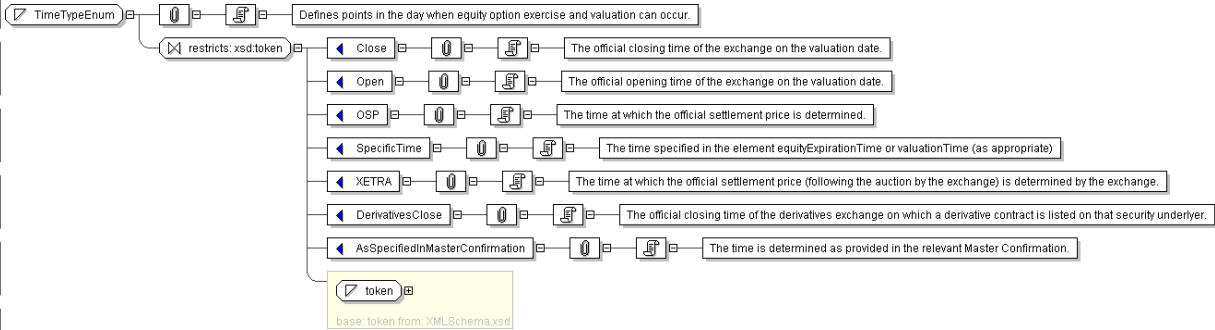 TimeTypeEnum
Defines points in the day when equity option exercise and valuation can occur.
restricts: xsd:token
Close
The official closing time of the exchange on the valuation date.
Open
The official opening time of the exchange on the valuation date.
OSP
The time at which the official settlement price is determined.
SpecificTime
The time specified in the element equityExpirationTime or valuationTime (as appropriate)
XETRA
The time at which the official settlement price (following the auction by the exchange) is determined by the exchange.
DerivativesClose
The official closing time of the derivatives exchange on which a derivative contract is listed on that security underlyer.
AsSpecifiedInMasterConfirmation
The time is determined as provided in the relevant Master Confirmation.
token
base: token from: XMLSchema.xsd